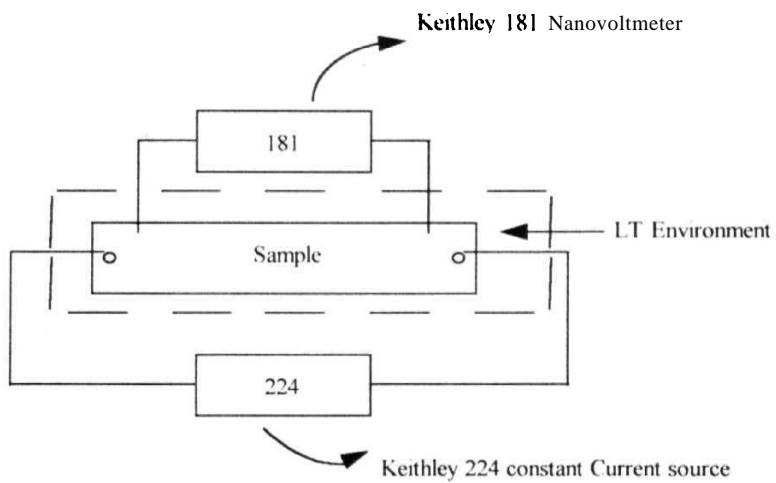 Keithley 181 Nanovoltmeter
181
LT Environment
Sample
224
Keithley 224 constant Current source